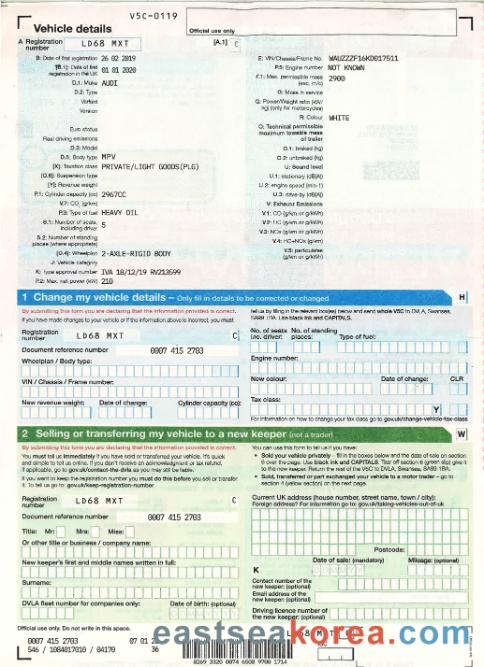 V5C-0119
Vehicle details
Official use only
A Registration number LD68 MXT [A.1] C
B: Date of first registration 26 02 2019
[B.1]: Date of first registration in the UK 01 01 2020
D.1: Make AUDI
D.2: Type
Variant
Version
Euro status
Real driving emissions
D.3: Model
D.5: Body type MPV
[X]: Taxation class PRIVATE/LIGHT GOODS(PLG)
[D.6]: Suspension type
[Y]: Revenue weight
P.1: Cylinder capacity (cc) 2967CC
V.7: CO2 (g/km)
P.3: Type of fuel HEAVY OIL
S.1: Number of seats, including driver 5
S.2: Number of standing places (where appropriate)
[D.4]: Wheelplan 2-AXLE-RIGID BODY
J: Vehicle category
K: Type approval number IVA 18/12/19 RV213599
P.2: Max. net power (kW) 210
E: VIN/Chassis/Frame No. WAUZZZF16KD017511
P.5: Engine number NOT KNOWN
F.1: Max. permissible mass (exc. m/c) 2900
G: Mass in service
Q: Power/Weight ratio (kW/kg) (only for motorcycles)
R: Colour WHITE
O: Technical permissible maximum towable mass of trailer
O.1: braked (kg)
O.2: unbraked (kg)
U: Sound level
U.1: stationary (dB[A])
U.2: engine speed (min-1)
U.3: drive-by (dB[A])
V: Exhaust Emissions
V.1: CO (g/km or g/kWh)
V.2: HC (g/km or g/kWh)
V.3: NOx (g/km or g/kWh)
V.4: HC+NOx (g/km)
V.5: particulates (g/km or g/kWh)
1 Change my vehicle details – Only fill in details to be corrected or changed H
By submitting this form you are declaring that the information provided is correct.
If you have made changes to your vehicle or if the information above is incorrect, you must
tell us by filling in the relevant box(es) below and send whole V5C to DVLA, Swansea, SA99 1BA. Use black ink and CAPITALS.
Registration number LD68 MXT C
Document reference number 0007 415 2703
Wheelplan / Body type:
VIN / Chassis / Frame number:
New revenue weight: Date of change: Cylinder capacity (cc):
No. of seats (no. driver): No. of standing places: Type of fuel:
Engine number:
New colour: Date of change: CLR
Tax class:
Y
For information on how to change your tax class go to gov.uk/change-vehicle-tax-class
2 Selling or transferring my vehicle to a new keeper (not a trader) W
By submitting this form you are declaring that the information provided is correct.
You must tell us immediately if you have sold or transferred your vehicle. It's quick
and simple to tell us online. If you don't receive an acknowledgement or tax refund,
if applicable, go to gov.uk/contact-the-dvla as you may still be liable.
If you want to keep the registration number you must do this before you sell or transfer
it. To tell us go to gov.uk/keep-registration-number
You can use this form to tell us if you have:
• Sold your vehicle privately - fill in the boxes below and the date of sale on section
6 over the page. Use black ink and CAPITALS. Tear off section 6 (green slip) give it
to the new keeper. Return the rest of the V5C to DVLA, Swansea, SA99 1BA.
• Sold, transferred or part exchanged your vehicle to a motor trader – go to
section 4 (yellow section) on the next page.
Registration number LD68 MXT C
Document reference number 0007 415 2703
Title: Mr: Mrs: Miss:
Or other title or business / company name:
New keeper's first and middle names written in full:
Surname:
DVLA fleet number for companies only: Date of birth: (optional)
Current UK address (house number, street name, town / city):
Foreign address? For information go to gov.uk/taking-vehicles-out-of-uk
Postcode:
Date of sale: (mandatory) Mileage: (optional)
K
Contact number of the new keeper: (optional)
Email address of the new keeper: (optional)
Driving licence number of the new keeper: (optional)
Official use only. Do not write in this space.
0007 415 2703 07 01 2
546 / 1084017010 / 04170 36
LD68 MXT
8269 3320 0074 6608 9700 1714
eastseakorea.com